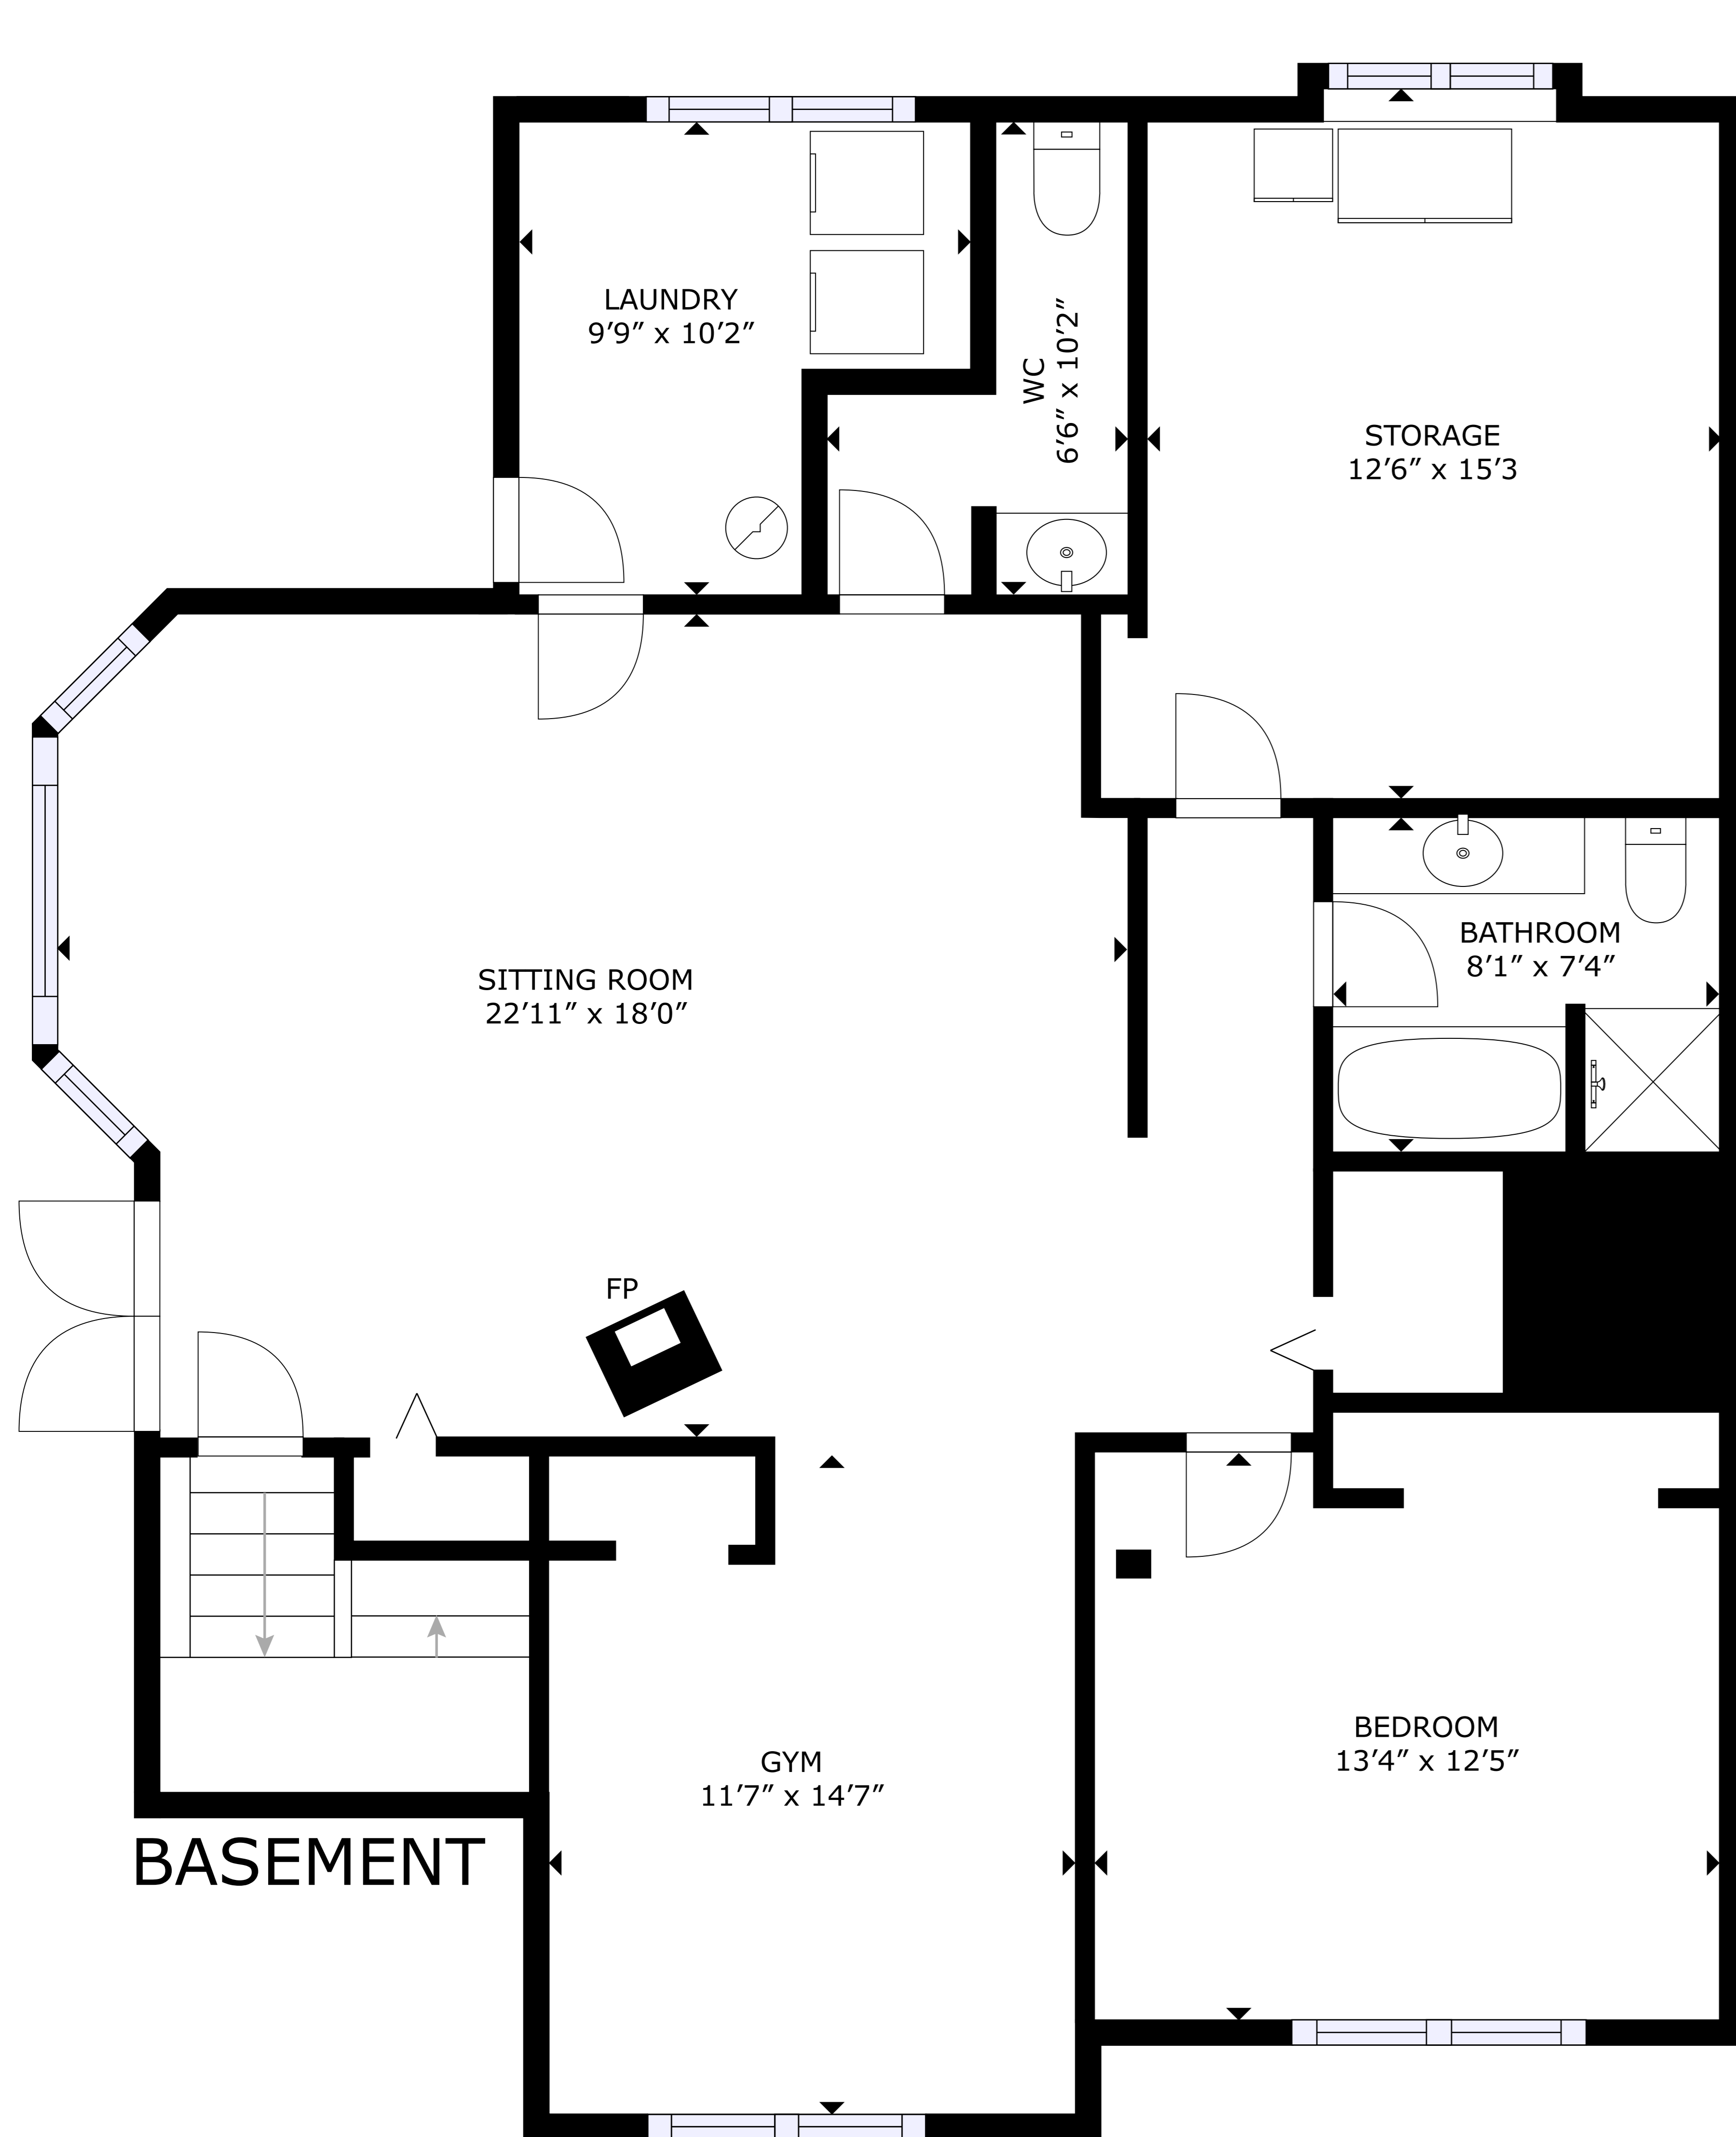 LAUNDRY
9’9” x 10’2”
WC
6’6” x 10’2”
STORAGE
12’6” x 15’3
BATHROOM
8’1” x 7’4”
SITTING ROOM
22’11” x 18’0”
FP
BEDROOM
13’4” x 12’5”
GYM
11’7” x 14’7”
BASEMENT